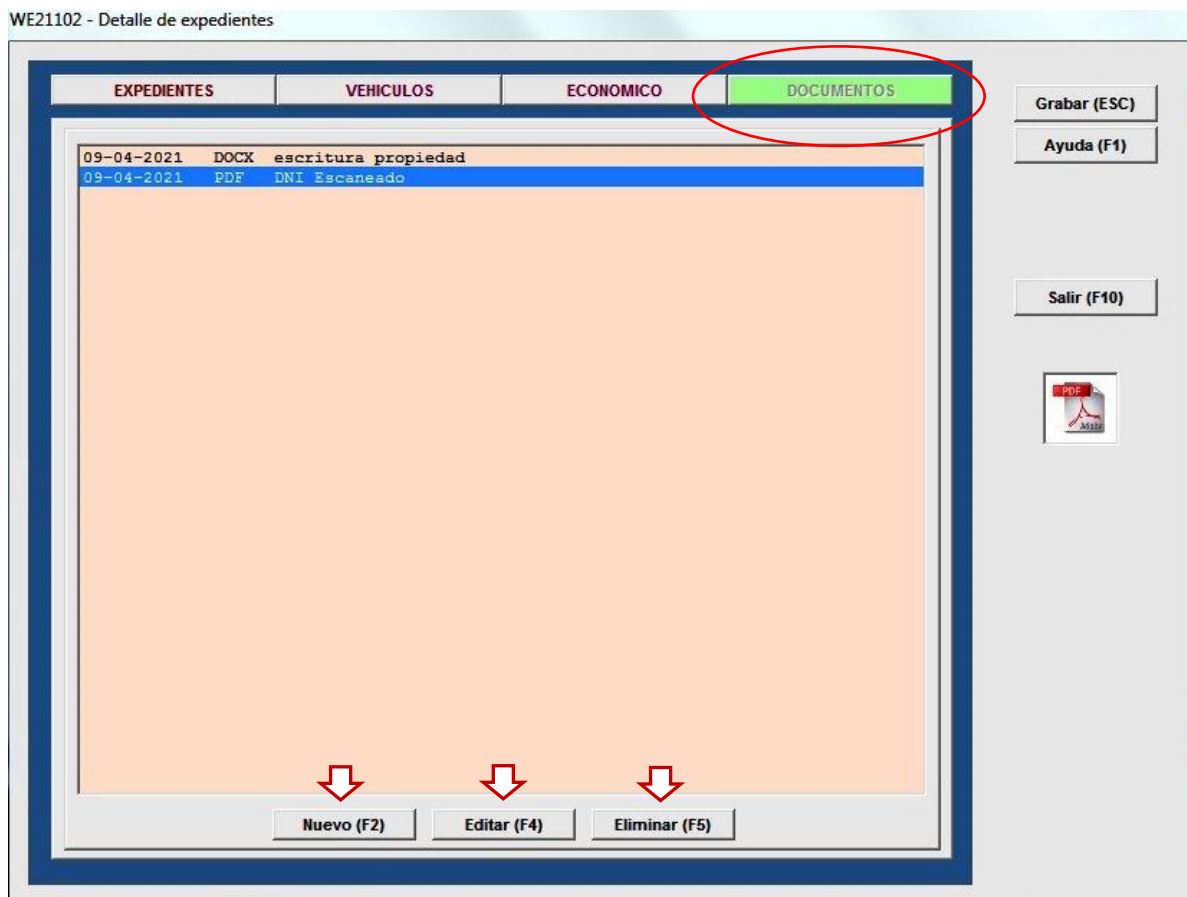 WE21102 - Detalle de expedientes
EXPEDIENTES VEHICULOS ECONOMICO DOCUMENTOS
Grabar (ESC)
Ayuda (F1)
09-04-2021 DOCX escritura propiedad
09-04-2021 PDF DNI Escaneado
Salir (F10)
PDF
Adobe
Nuevo (F2) Editar (F4) Eliminar (F5)